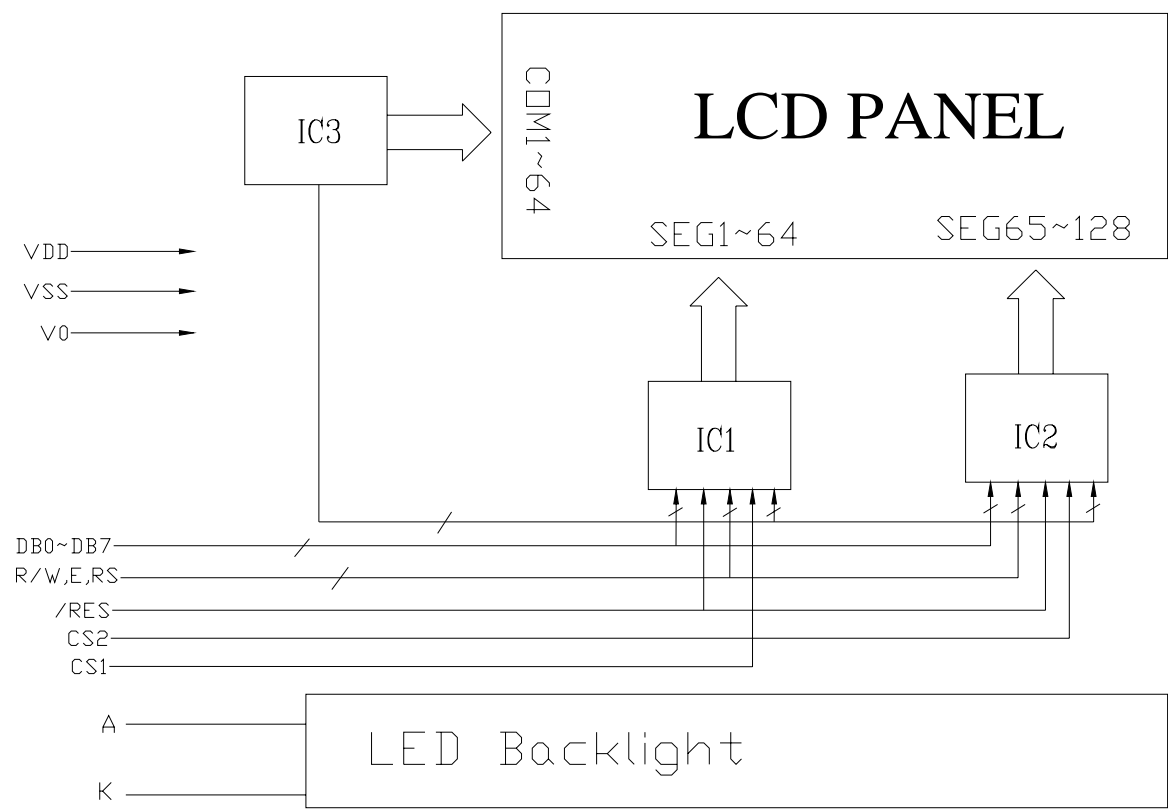 COM1~64
LCD PANEL
IC3
SEG1~64
SEG65~128
VDD
VSS
V0
IC1
IC2
DB0~DB7
R/W,E,RS
/RES
CS2
CS1
A
LED Backlight
K